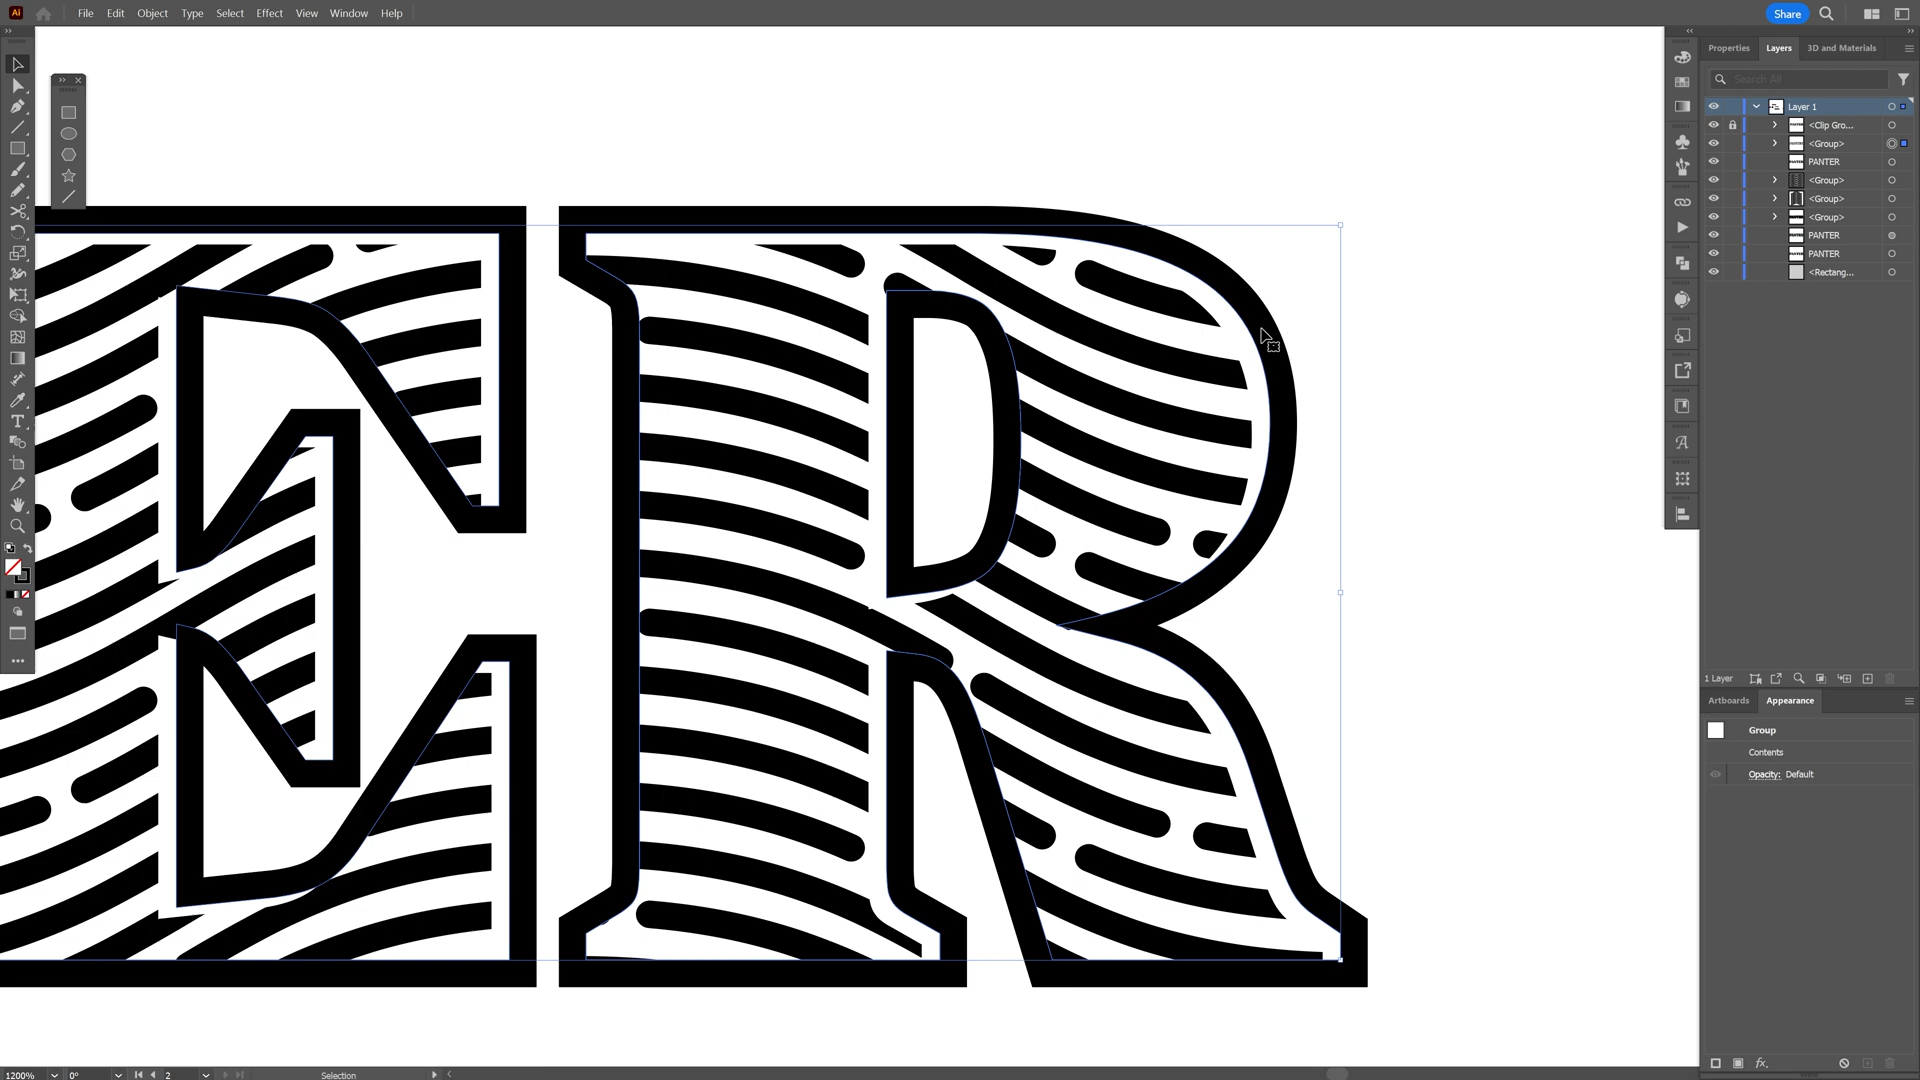 Ai File Edit Object Type Select Effect View Window Help Share
Properties Layers 3D and Materials
Search All
Layer 1
<Clip Gro...
<Group>
PANTER
<Group>
<Group>
<Group>
PANTER
PANTER
<Rectang...
ER
1 Layer
Artboards Appearance
Group
Contents
Opacity: Default
1200% 0° 2 Selection